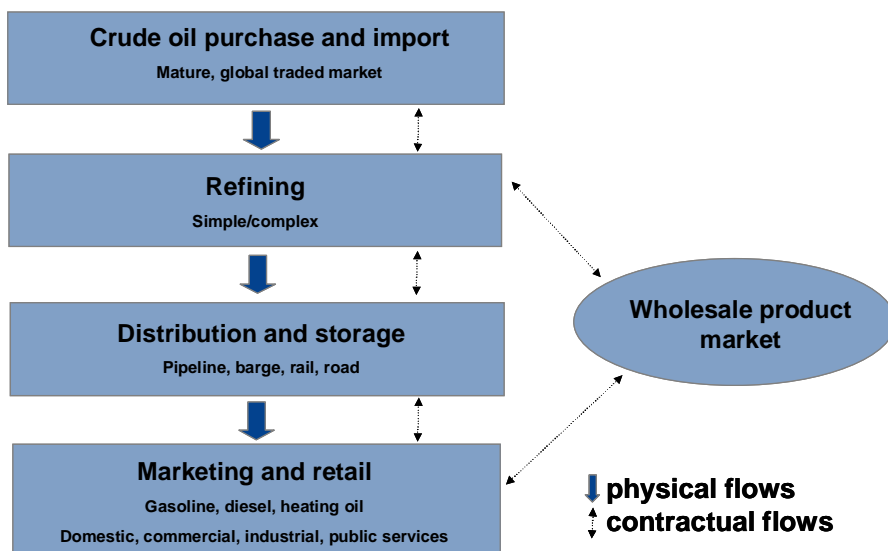 Crude oil purchase and import
Mature, global traded market
Refining
Simple/complex
Distribution and storage
Pipeline, barge, rail, road
Wholesale product
market
Marketing and retail
Gasoline, diesel, heating oil
Domestic, commercial, industrial, public services
physical flows
contractual flows